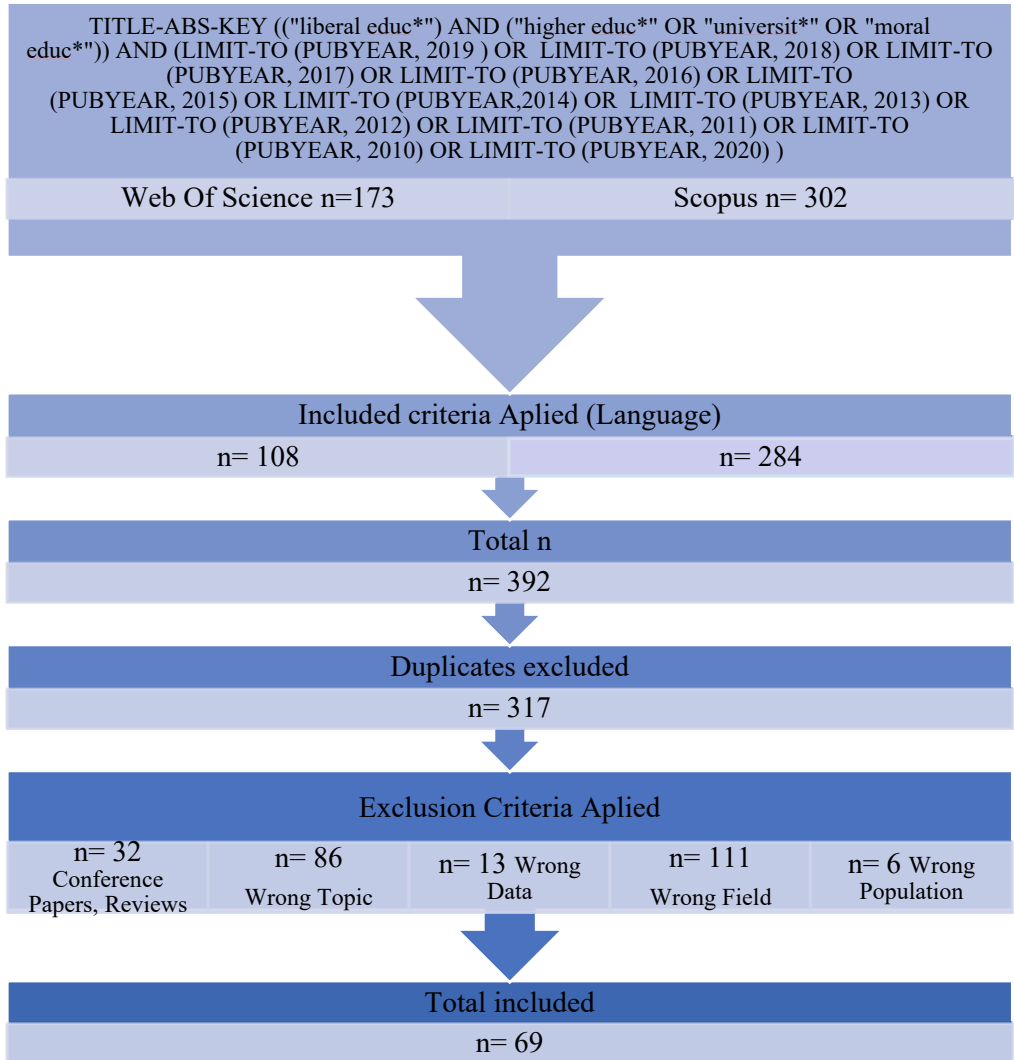 TITLE-ABS-KEY (("liberal educ*") AND ("higher educ*" OR "universit*" OR "moral
educ*")) AND (LIMIT-TO (PUBYEAR, 2019 ) OR LIMIT-TO (PUBYEAR, 2018) OR LIMIT-TO
(PUBYEAR, 2017) OR LIMIT-TO (PUBYEAR, 2016) OR LIMIT-TO
(PUBYEAR, 2015) OR LIMIT-TO (PUBYEAR,2014) OR LIMIT-TO (PUBYEAR, 2013) OR
LIMIT-TO (PUBYEAR, 2012) OR LIMIT-TO (PUBYEAR, 2011) OR LIMIT-TO
(PUBYEAR, 2010) OR LIMIT-TO (PUBYEAR, 2020) )
Web Of Science n=173
Scopus n= 302
Included criteria Aplied (Language)
n= 108
n= 284
Total n
n= 392
Duplicates excluded
n= 317
Exclusion Criteria Aplied
n= 32
Conference
Papers, Reviews
n= 86
Wrong Topic
n= 13 Wrong
Data
n= 111
Wrong Field
n= 6 Wrong
Population
Total included
n= 69